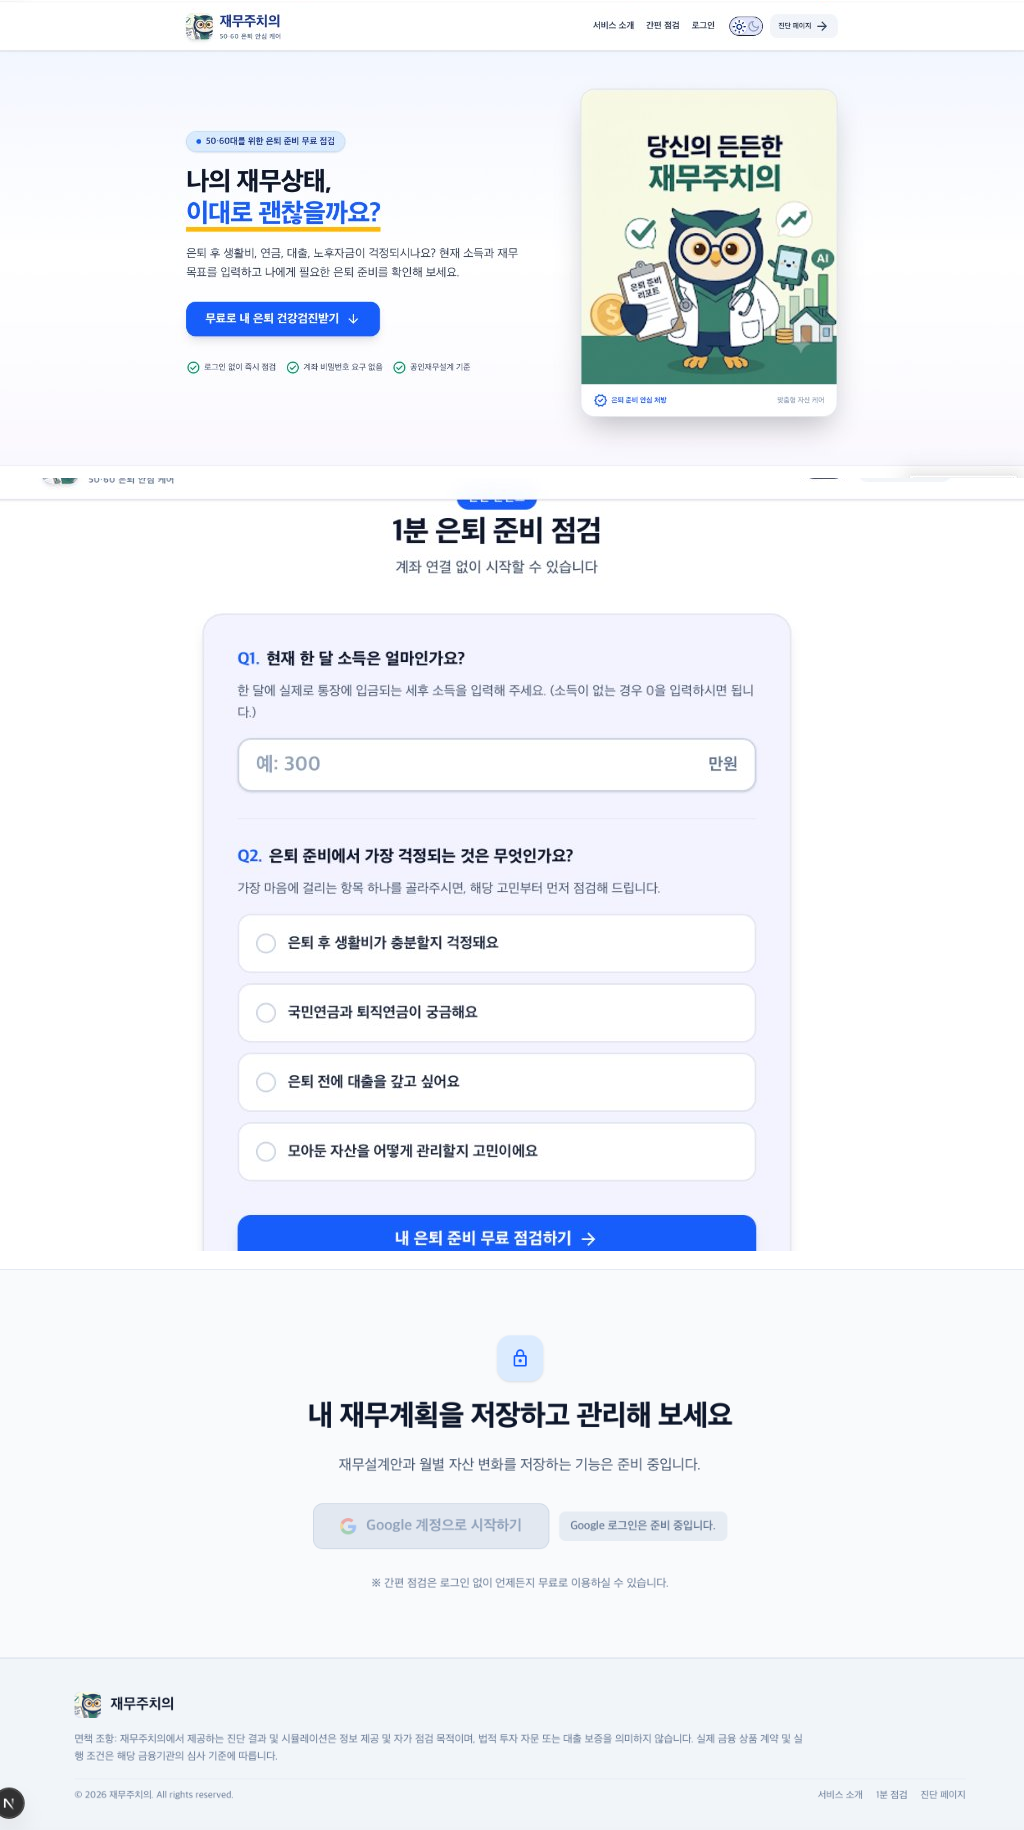 재무주치의
50·60 은퇴 안심 케어
서비스 소개
간편 점검
로그인
진단 페이지
50·60대를 위한 은퇴 준비 무료 점검
나의 재무상태,
이대로 괜찮을까요?
은퇴 후 생활비, 연금, 대출, 노후자금이 걱정되시나요? 현재 소득과 재무
목표를 입력하고 나에게 필요한 은퇴 준비를 확인해 보세요.
무료로 내 은퇴 건강검진받기
로그인 없이 즉시 점검
계좌 비밀번호 요구 없음
공인재무설계 기준
당신의 든든한
재무주치의
은퇴 준비
리포트
AI
은퇴 준비 안심 처방
맞춤형 자산 케어
50·60 은퇴 안심 케어
1분 은퇴 준비 점검
계좌 연결 없이 시작할 수 있습니다
Q1. 현재 한 달 소득은 얼마인가요?
한 달에 실제로 통장에 입금되는 세후 소득을 입력해 주세요. (소득이 없는 경우 0을 입력하시면 됩니
다.)
예: 300
만원
Q2. 은퇴 준비에서 가장 걱정되는 것은 무엇인가요?
가장 마음에 걸리는 항목 하나를 골라주시면, 해당 고민부터 먼저 점검해 드립니다.
은퇴 후 생활비가 충분할지 걱정돼요
국민연금과 퇴직연금이 궁금해요
은퇴 전에 대출을 갚고 싶어요
모아둔 자산을 어떻게 관리할지 고민이에요
내 은퇴 준비 무료 점검하기
내 재무계획을 저장하고 관리해 보세요
재무설계안과 월별 자산 변화를 저장하는 기능은 준비 중입니다.
Google 계정으로 시작하기
Google 로그인은 준비 중입니다.
※ 간편 점검은 로그인 없이 언제든지 무료로 이용하실 수 있습니다.
재무주치의
면책 조항: 재무주치의에서 제공하는 진단 결과 및 시뮬레이션은 정보 제공 및 자가 점검 목적이며, 법적 투자 자문 또는 대출 보증을 의미하지 않습니다. 실제 금융 상품 계약 및 실
행 조건은 해당 금융기관의 심사 기준에 따릅니다.
© 2026 재무주치의. All rights reserved.
서비스 소개
1분 점검
진단 페이지
N